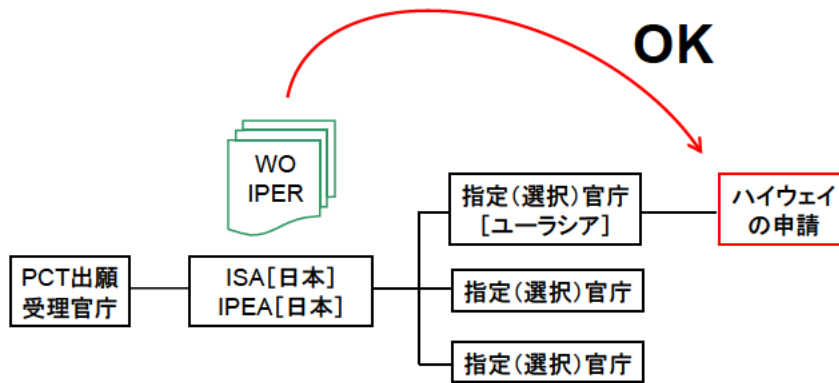 OK
WO
IPER
指定(選択)官庁
[ユーラシア]
ハイウェイ
の申請
PCT出願
受理官庁
ISA[日本]
IPEA[日本]
指定(選択)官庁
指定(選択)官庁